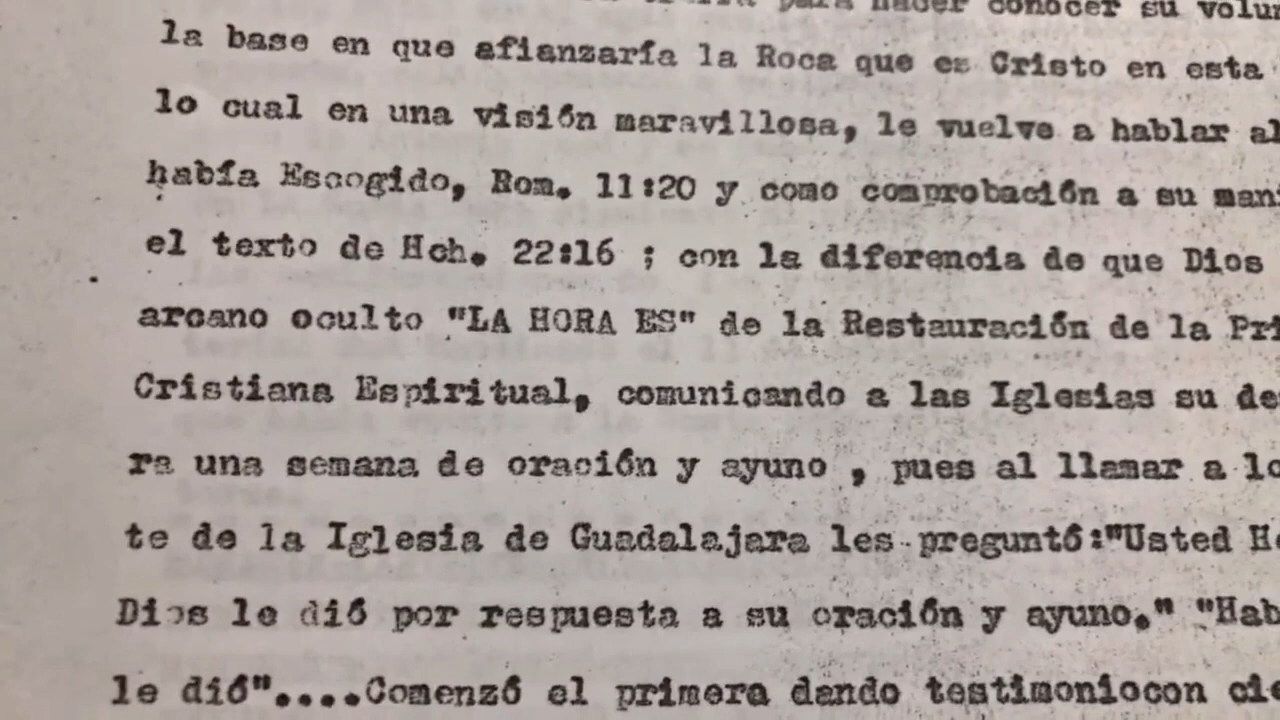 para hacer conocer su volun
la base en que afianzaría la Roca que es Cristo en esta
lo cual en una visión maravillosa, le vuelve a hablar al
había Escogido, Rom. 11:20 y como comprobación a su man
el texto de Hch. 22:16 ; con la diferencia de que Dios
arcano oculto "LA HORA ES" de la Restauración de la Pri
Cristiana Espiritual, comunicando a las Iglesias su de
ra una semana de oración y ayuno , pues al llamar a lo
te de la Iglesia de Guadalajara les preguntó:"Usted He
Dios le dió por respuesta a su oración y ayuno." "Hab
le dió"....Comenzó el primera dando testimoniocon cie